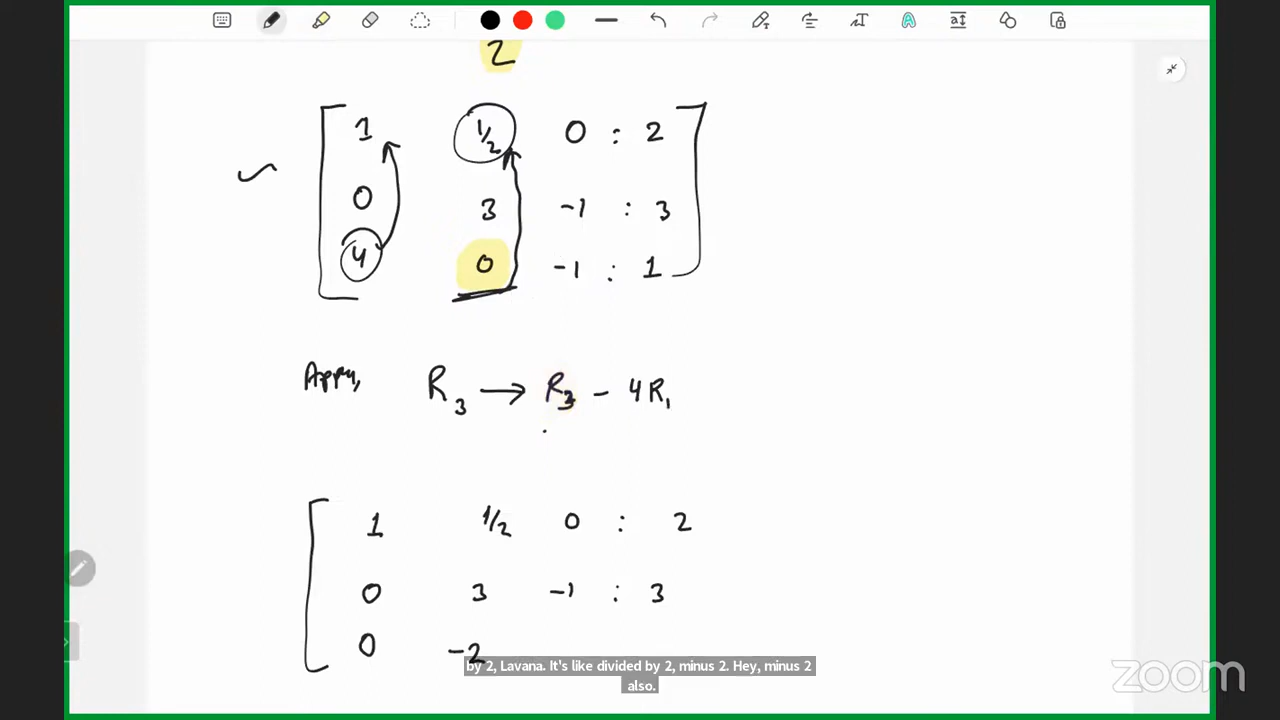 2
1 1/2 0 : 2
~ 0 3 -1 : 3
4 0 -1 : 1
Apply, R3 → R3 - 4R1
1 1/2 0 : 2
0 3 -1 : 3
0 -2
by 2, Lavana. It's like divided by 2, minus 2. Hey, minus 2
also.
zoom